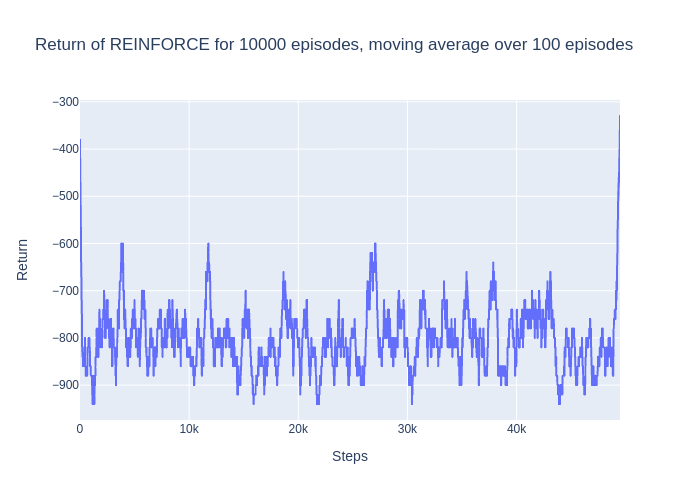 Return of REINFORCE for 10000 episodes, moving average over 100 episodes
−300
−400
−500
−600
−700
−800
−900
Return
0 10k 20k 30k 40k
Steps